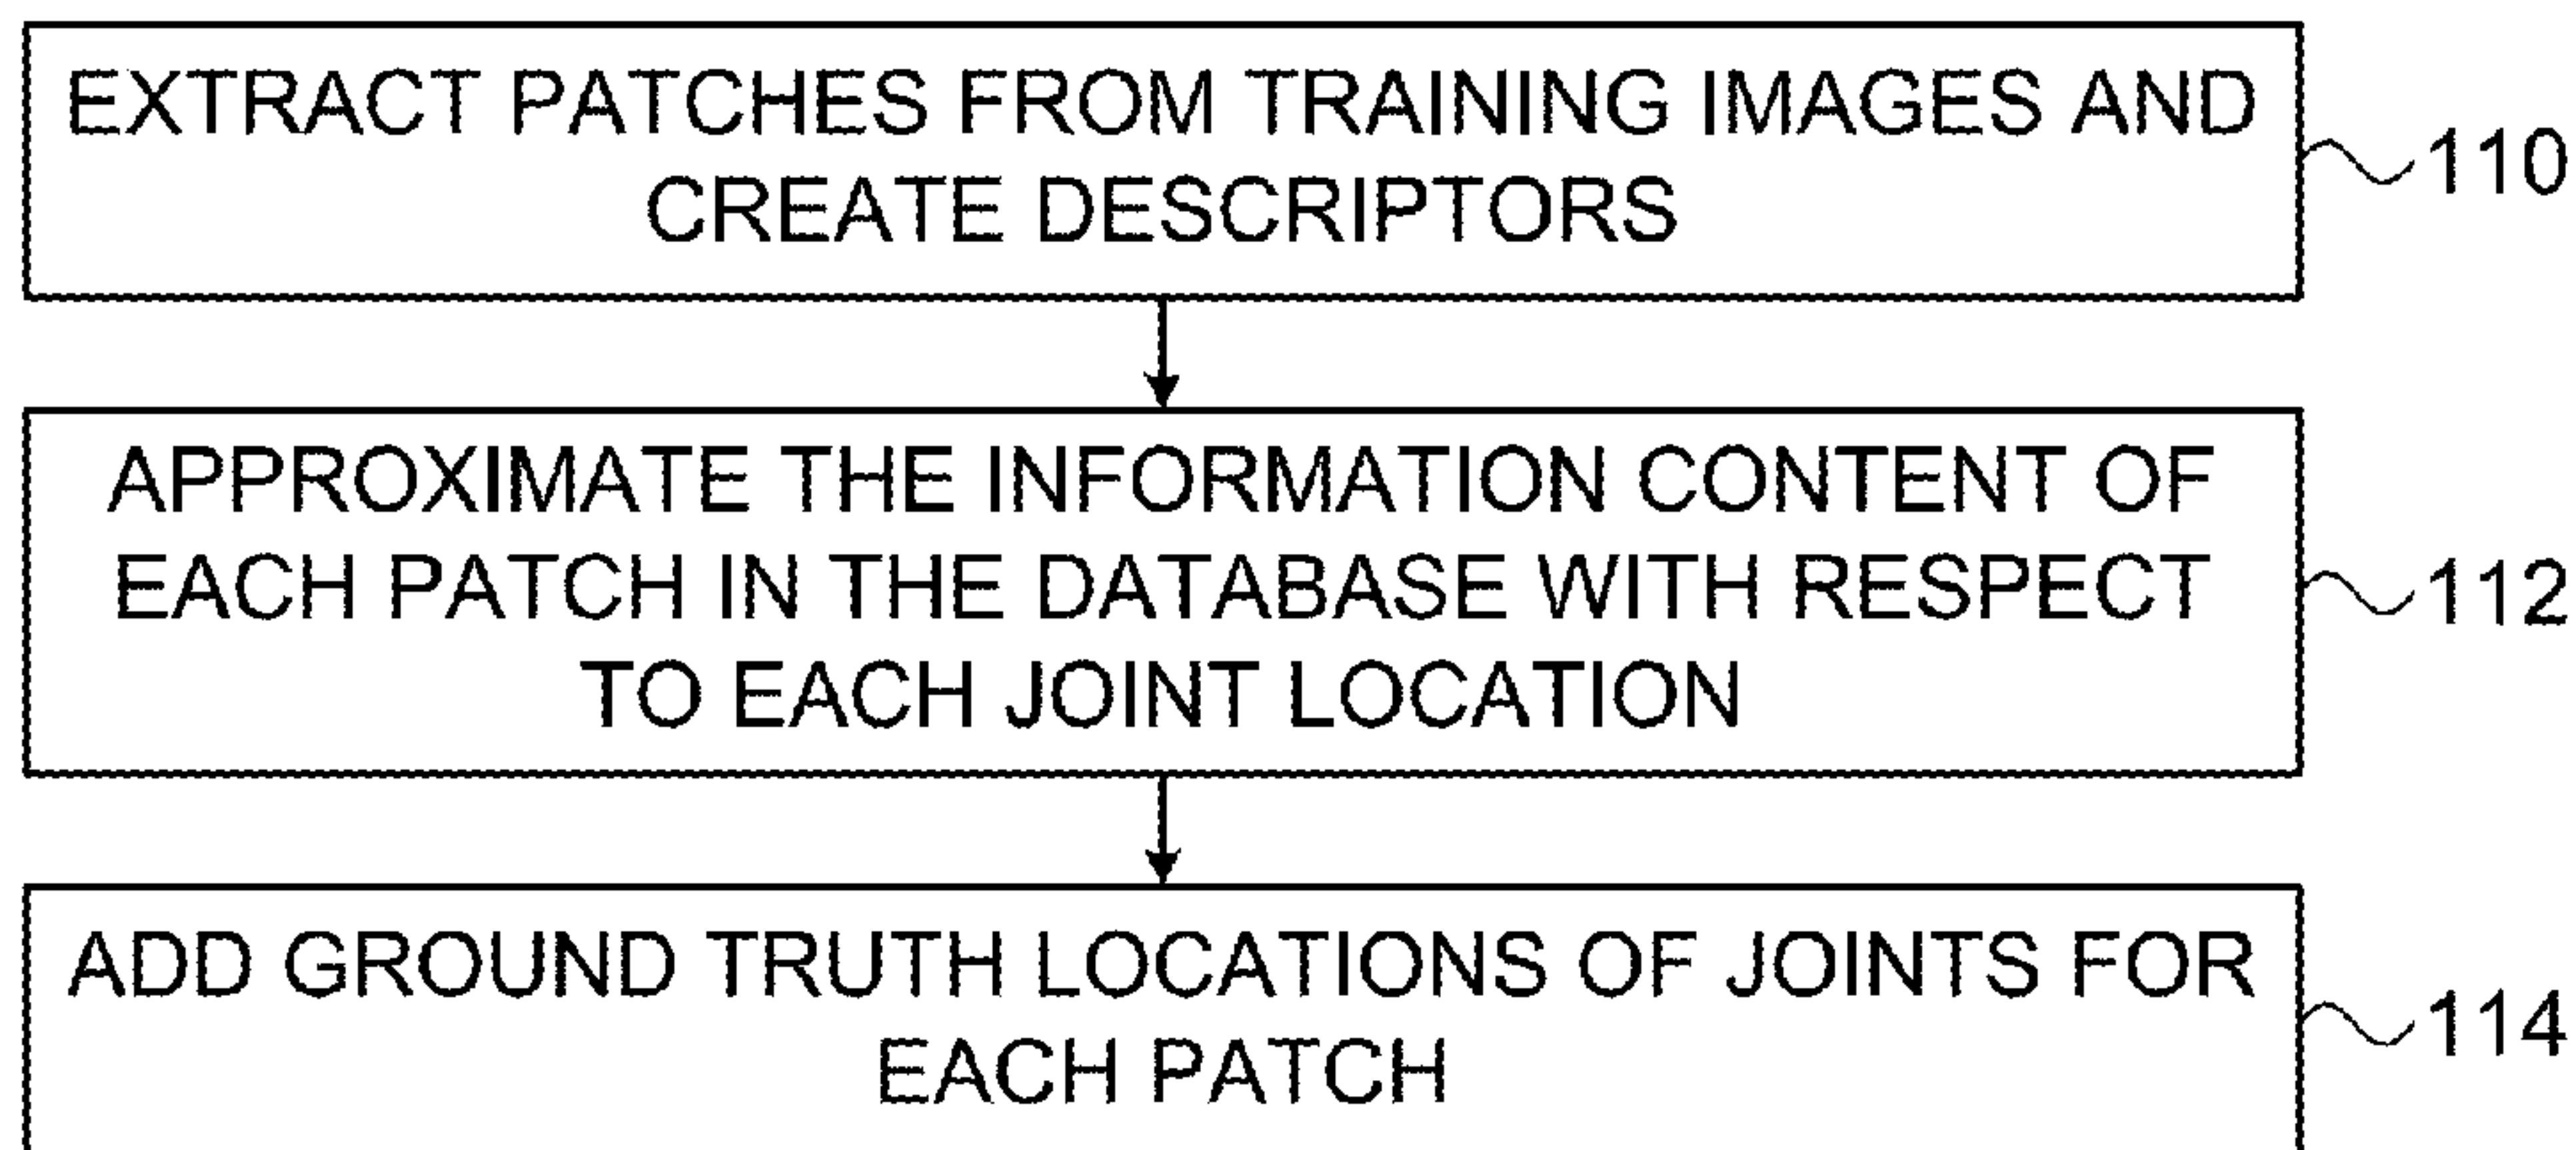 EXTRACT PATCHES FROM TRAINING IMAGES AND
CREATE DESCRIPTORS
110
APPROXIMATE THE INFORMATION CONTENT OF
EACH PATCH IN THE DATABASE WITH RESPECT
TO EACH JOINT LOCATION
112
ADD GROUND TRUTH LOCATIONS OF JOINTS FOR
EACH PATCH
114